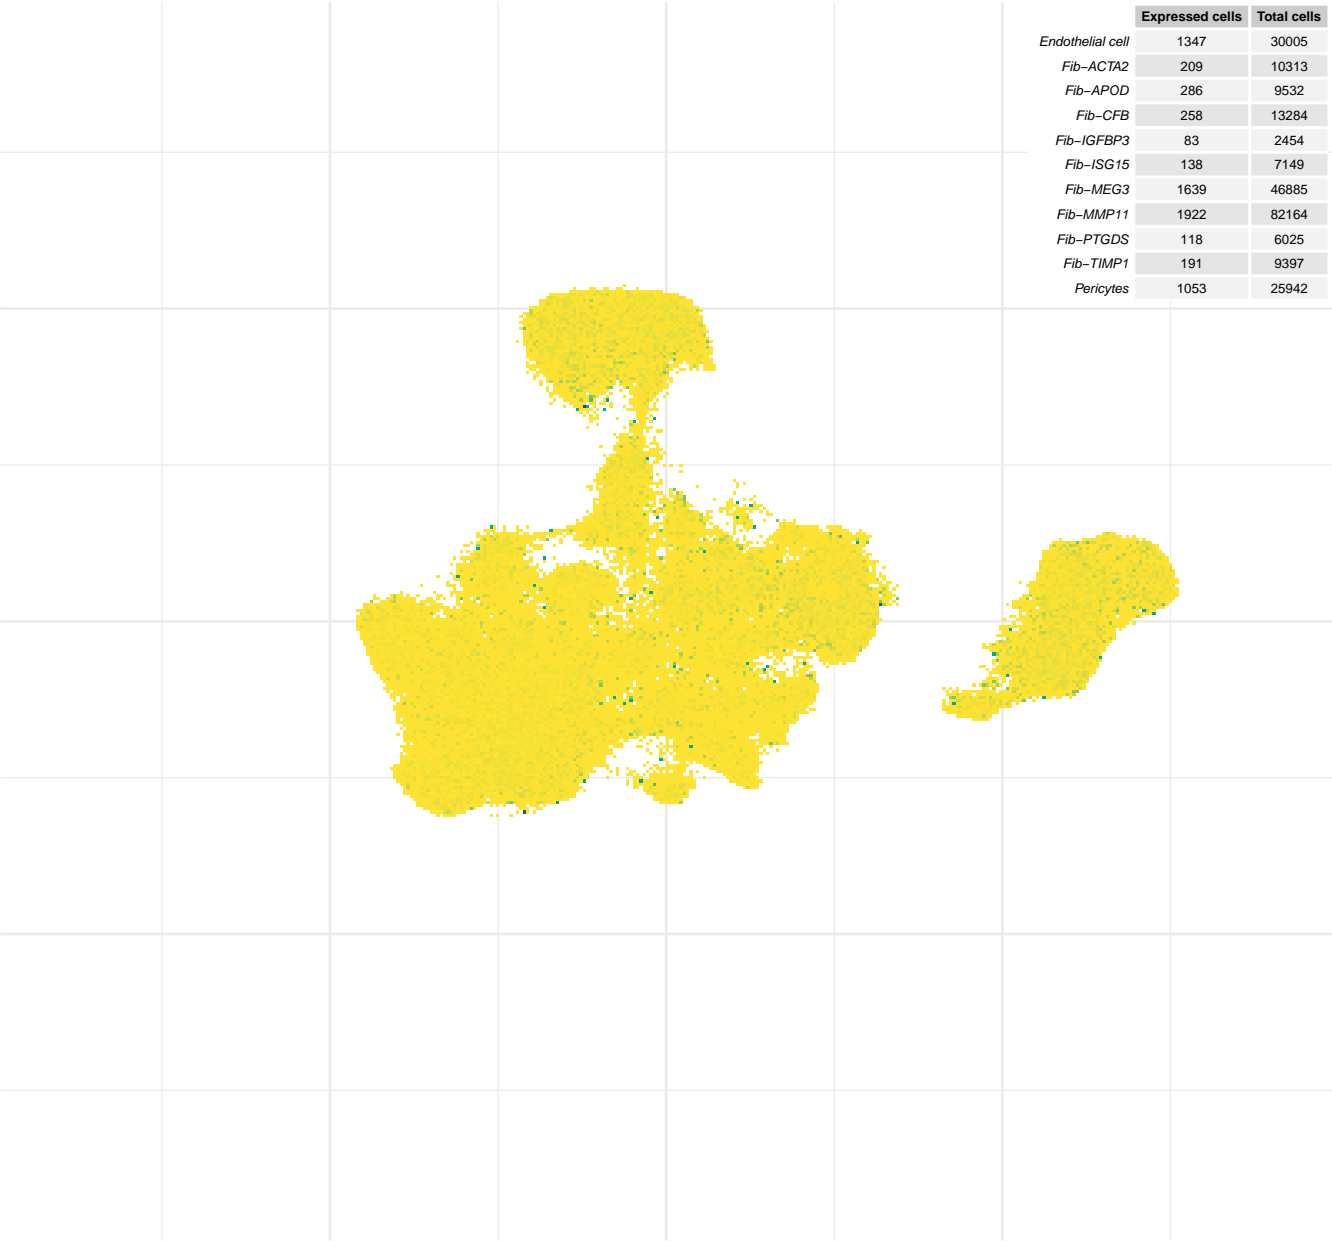 Expressed cells Total cells
Endothelial cell 1347 30005
Fib−ACTA2 209 10313
Fib−APOD 286 9532
Fib−CFB 258 13284
Fib−IGFBP3 83 2454
Fib−ISG15 138 7149
Fib−MEG3 1639 46885
Fib−MMP11 1922 82164
Fib−PTGDS 118 6025
Fib−TIMP1 191 9397
Pericytes 1053 25942